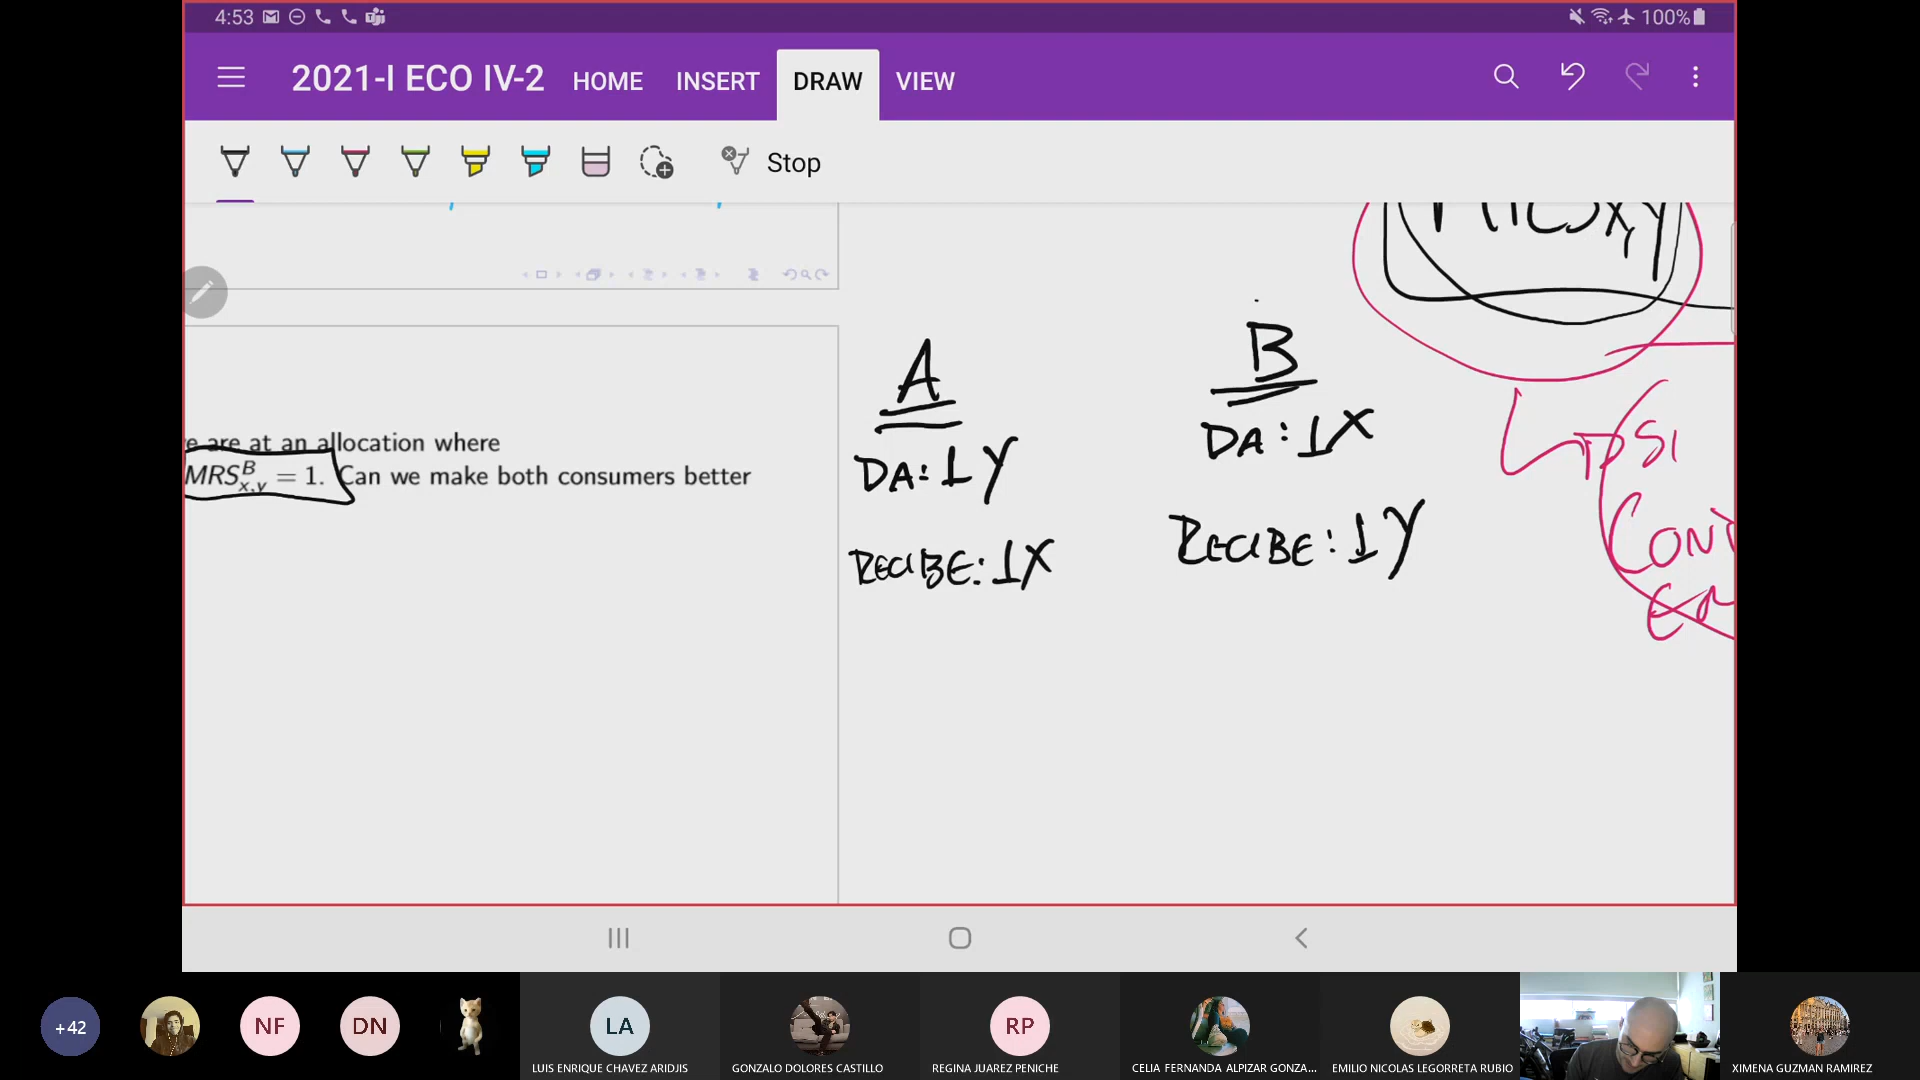 4:53
100%
2021-I ECO IV-2 HOME INSERT DRAW VIEW
Stop
e are at an allocation where
MRS^B_{x,y} = 1. Can we make both consumers better
A
DA: 1Y
RECIBE: 1X
B
DA: 1X
RECIBE: 1Y
x,y
SI
+42
NF
DN
LA
RP
LUIS ENRIQUE CHAVEZ ARIDJIS
GONZALO DOLORES CASTILLO
REGINA JUAREZ PENICHE
CELIA FERNANDA ALPIZAR GONZA...
EMILIO NICOLAS LEGORRETA RUBIO
XIMENA GUZMAN RAMIREZ